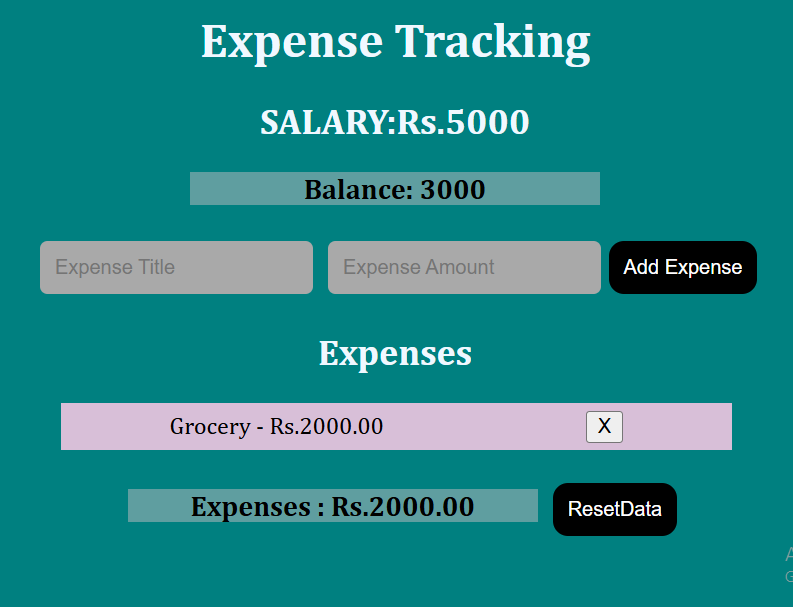 Expense Tracking
SALARY:Rs.5000
Balance: 3000
Expense Title Expense Amount Add Expense
Expenses
Grocery - Rs.2000.00 X
Expenses : Rs.2000.00 ResetData